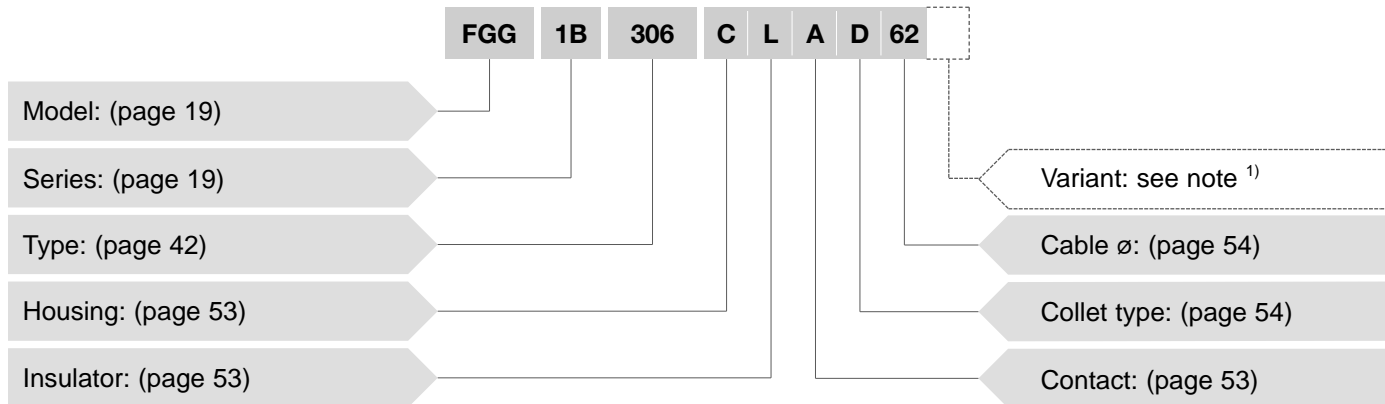 FGG 1B 306 C L A D 62
Model: (page 19)
Series: (page 19)
Type: (page 42)
Housing: (page 53)
Insulator: (page 53)
Variant: see note 1)
Cable ø: (page 54)
Collet type: (page 54)
Contact: (page 53)